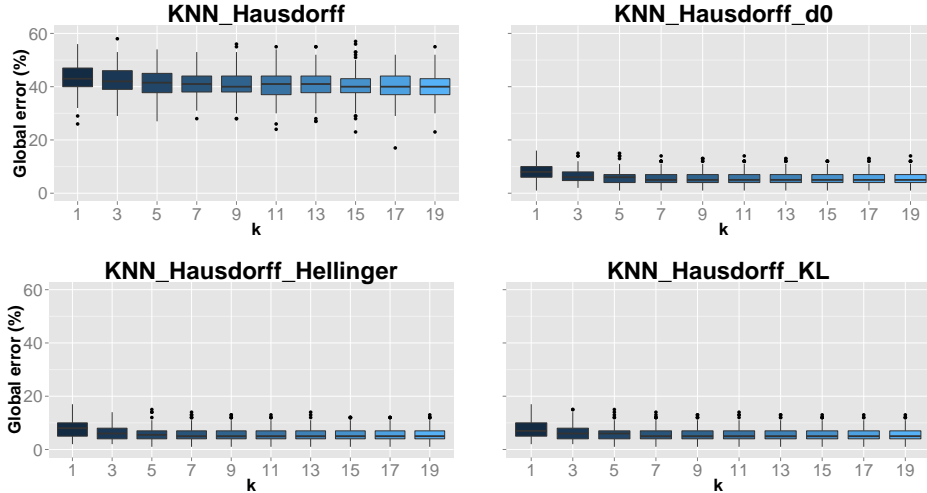 KNN_Hausdorff
KNN_Hausdorff_d0
Global error (%)
60
40
20
0
1 3 5 7 9 11 13 15 17 19
k
1 3 5 7 9 11 13 15 17 19
k
KNN_Hausdorff_Hellinger
KNN_Hausdorff_KL
Global error (%)
60
40
20
0
1 3 5 7 9 11 13 15 17 19
k
1 3 5 7 9 11 13 15 17 19
k